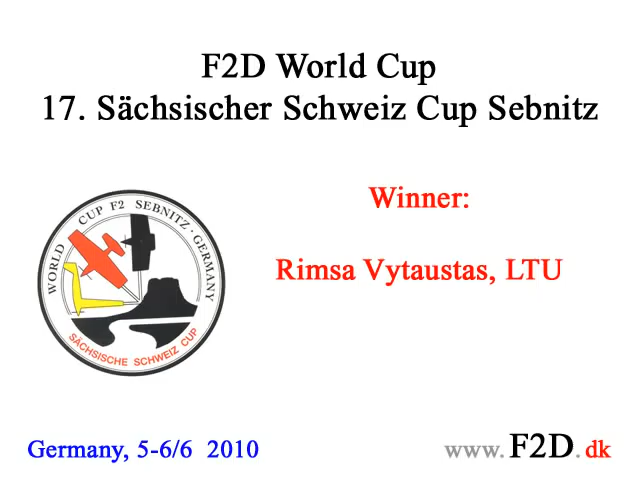 F2D World Cup
17. Sächsischer Schweiz Cup Sebnitz
Winner:
Rimsa Vytaustas, LTU
WORLD CUP F2 SEBNITZ · GERMANY
SÄCHSISCHE SCHWEIZ CUP
Germany, 5-6/6 2010
www.F2D.dk